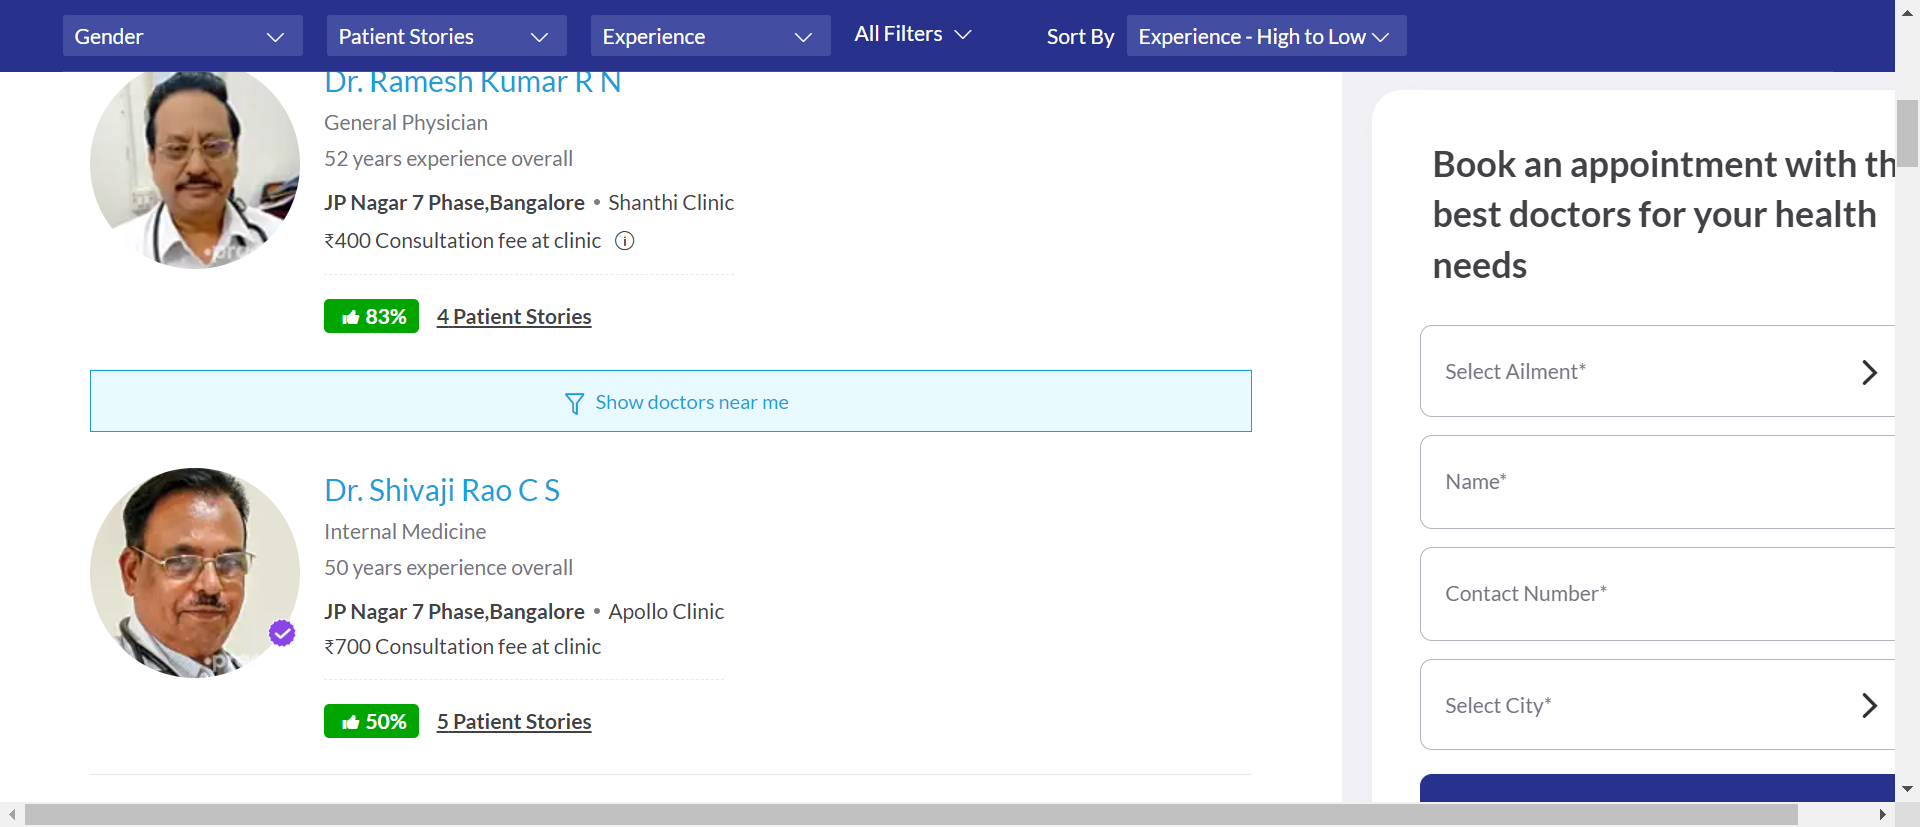 Gender
Patient Stories
Experience
All Filters
Sort By
Experience - High to Low
Dr. Ramesh Kumar R N
General Physician
52 years experience overall
JP Nagar 7 Phase,Bangalore • Shanthi Clinic
₹400 Consultation fee at clinic
83%
4 Patient Stories
Show doctors near me
Dr. Shivaji Rao C S
Internal Medicine
50 years experience overall
JP Nagar 7 Phase,Bangalore • Apollo Clinic
₹700 Consultation fee at clinic
50%
5 Patient Stories
Book an appointment with th
best doctors for your health
needs
Select Ailment*
Name*
Contact Number*
Select City*